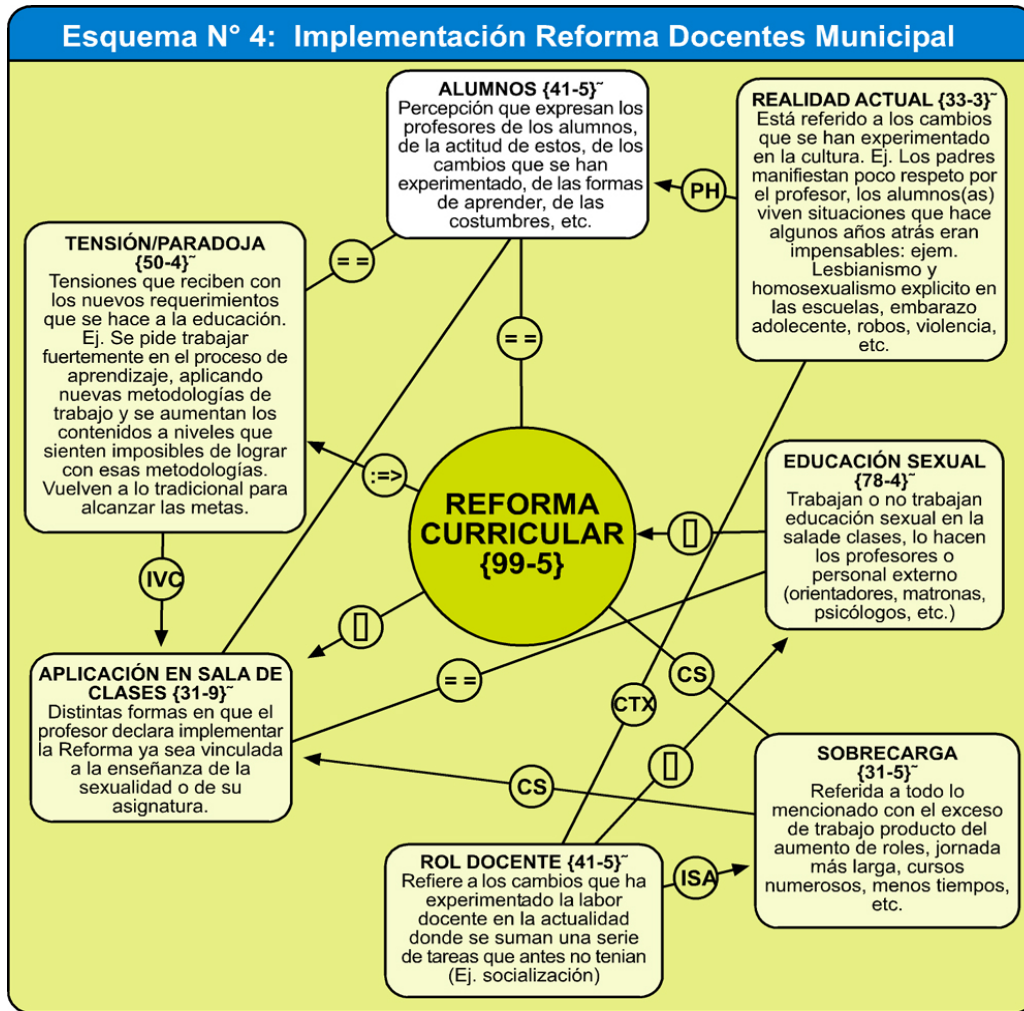 Esquema N° 4: Implementación Reforma Docentes Municipal
ALUMNOS {41-5}˜
Percepción que expresan los
profesores de los alumnos,
de la actitud de estos, de los
cambios que se han
experimentado, de las formas
de aprender, de las
costumbres, etc.
REALIDAD ACTUAL {33-3}˜
Está referido a los cambios
que se han experimentado
en la cultura. Ej. Los padres
manifiestan poco respeto por
el profesor, los alumnos(as)
viven situaciones que hace
algunos años atrás eran
impensables: ejem.
Lesbianismo y
homosexualismo explicito en
las escuelas, embarazo
adolecente, robos, violencia,
etc.
PH
TENSIÓN/PARADOJA
{50-4}˜
Tensiones que reciben con
los nuevos requerimientos
que se hace a la educación.
Ej. Se pide trabajar
fuertemente en el proceso de
aprendizaje, aplicando
nuevas metodologías de
trabajo y se aumentan los
contenidos a niveles que
sienten imposibles de lograr
con esas metodologías.
Vuelven a lo tradicional para
alcanzar las metas.
= =
= =
:=>
REFORMA
CURRICULAR
{99-5}
EDUCACIÓN SEXUAL
{78-4}˜
Trabajan o no trabajan
educación sexual en la
salade clases, lo hacen
los profesores o
personal externo
(orientadores, matronas,
psicólogos, etc.)
[]
IVC
[]
APLICACIÓN EN SALA DE
CLASES {31-9}˜
Distintas formas en que el
profesor declara implementar
la Reforma ya sea vinculada
a la enseñanza de la
sexualidad o de su
asignatura.
= =
CS
CTX
[]
CS
SOBRECARGA
{31-5}˜
Referida a todo lo
mencionado con el exceso
de trabajo producto del
aumento de roles, jornada
más larga, cursos
numerosos, menos tiempos,
etc.
ROL DOCENTE {41-5}˜
Refiere a los cambios que ha
experimentado la labor
docente en la actualidad
donde se suman una serie
de tareas que antes no tenian
(Ej. socialización)
ISA